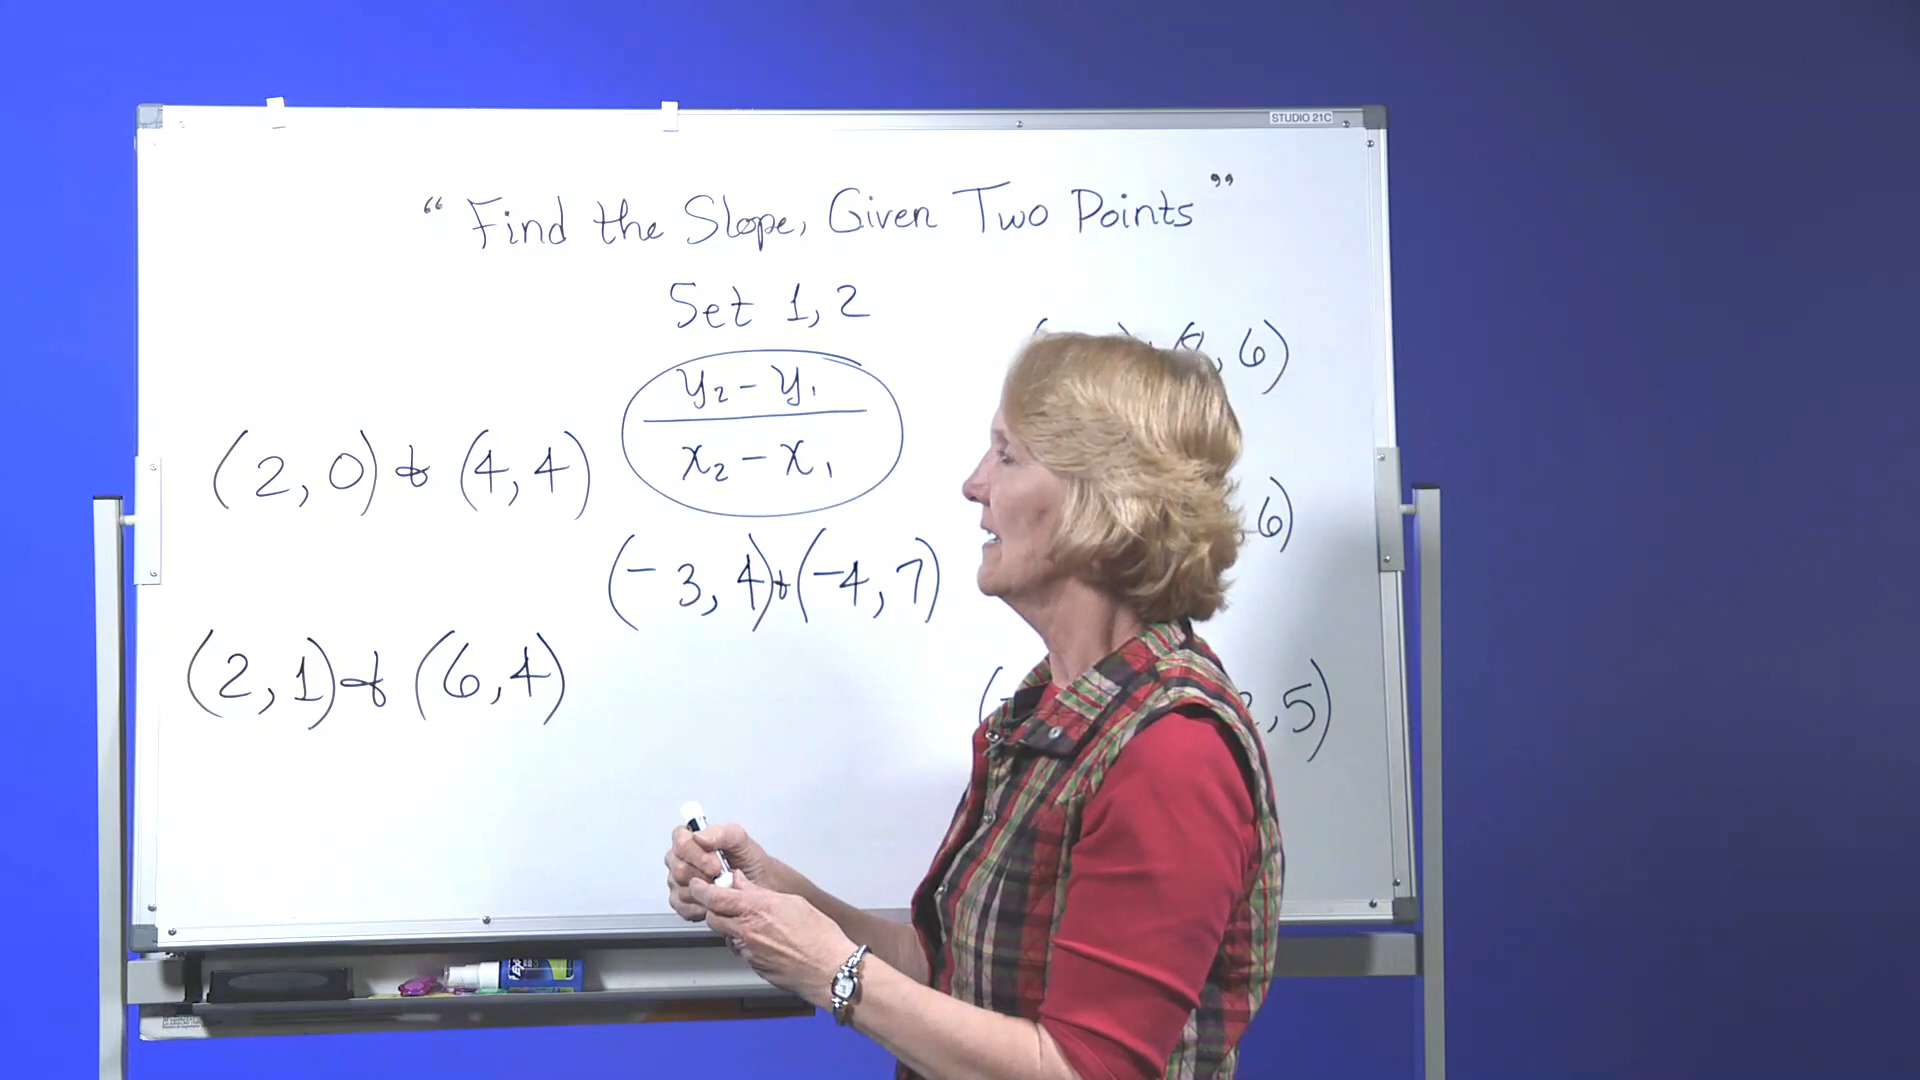 STUDIO 21C
“ Find the Slope, Given Two Points ”
Set 1, 2
y₂ - y₁
x₂ - x₁
(2, 0) & (4, 4)
(-3, 4) & (-4, 7)
(2, 1) & (6, 4)
, 6)
6)
, 5)
EXPO